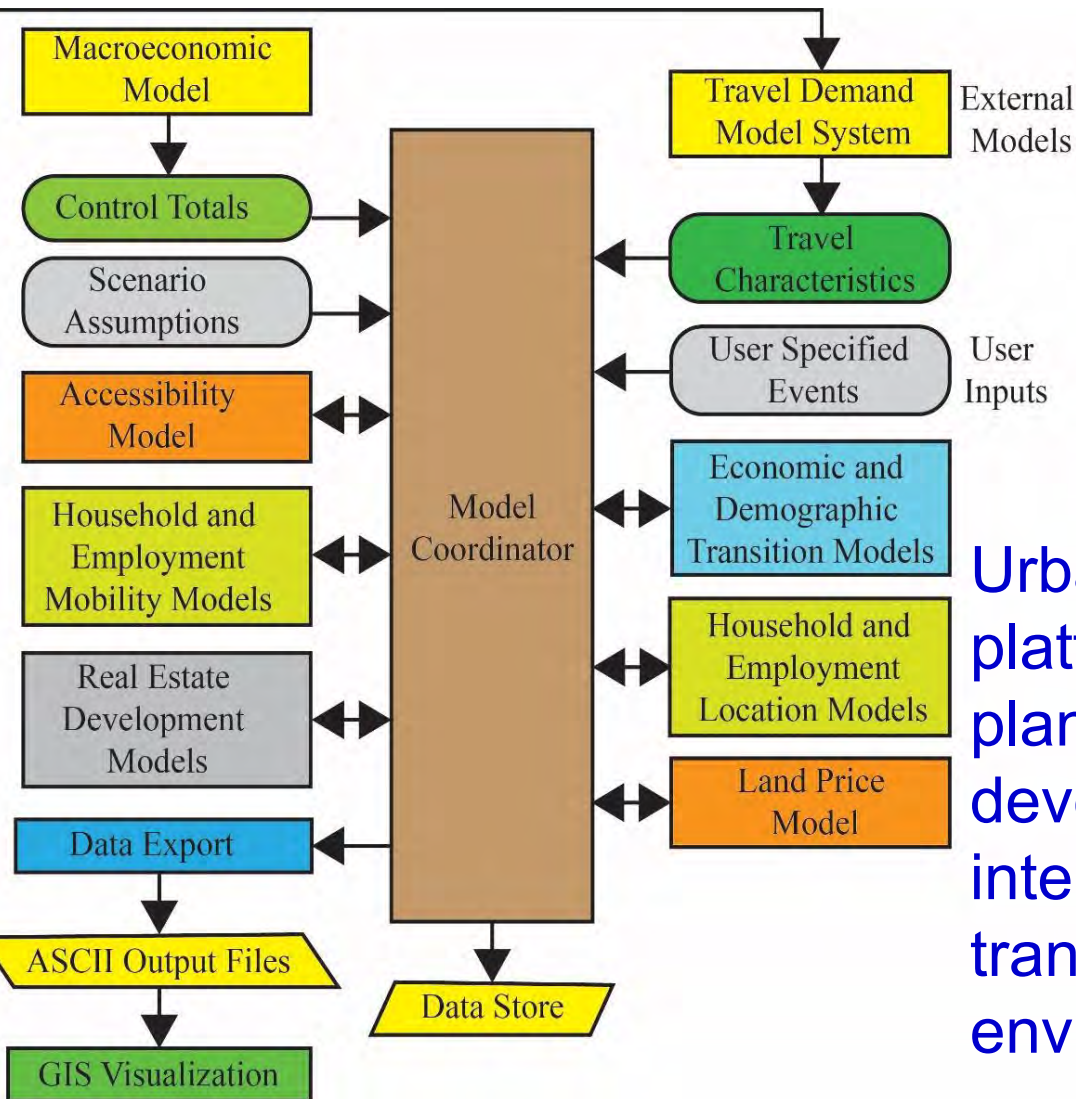 Macroeconomic
Model
Travel Demand
Model System
External
Models
Control Totals
Travel
Characteristics
Scenario
Assumptions
User Specified
Events
User
Inputs
Accessibility
Model
Economic and
Demographic
Transition Models
Household and
Employment
Mobility Models
Model
Coordinator
Household and
Employment
Location Models
Real Estate
Development
Models
Land Price
Model
Data Export
ASCII Output Files
Data Store
GIS Visualization